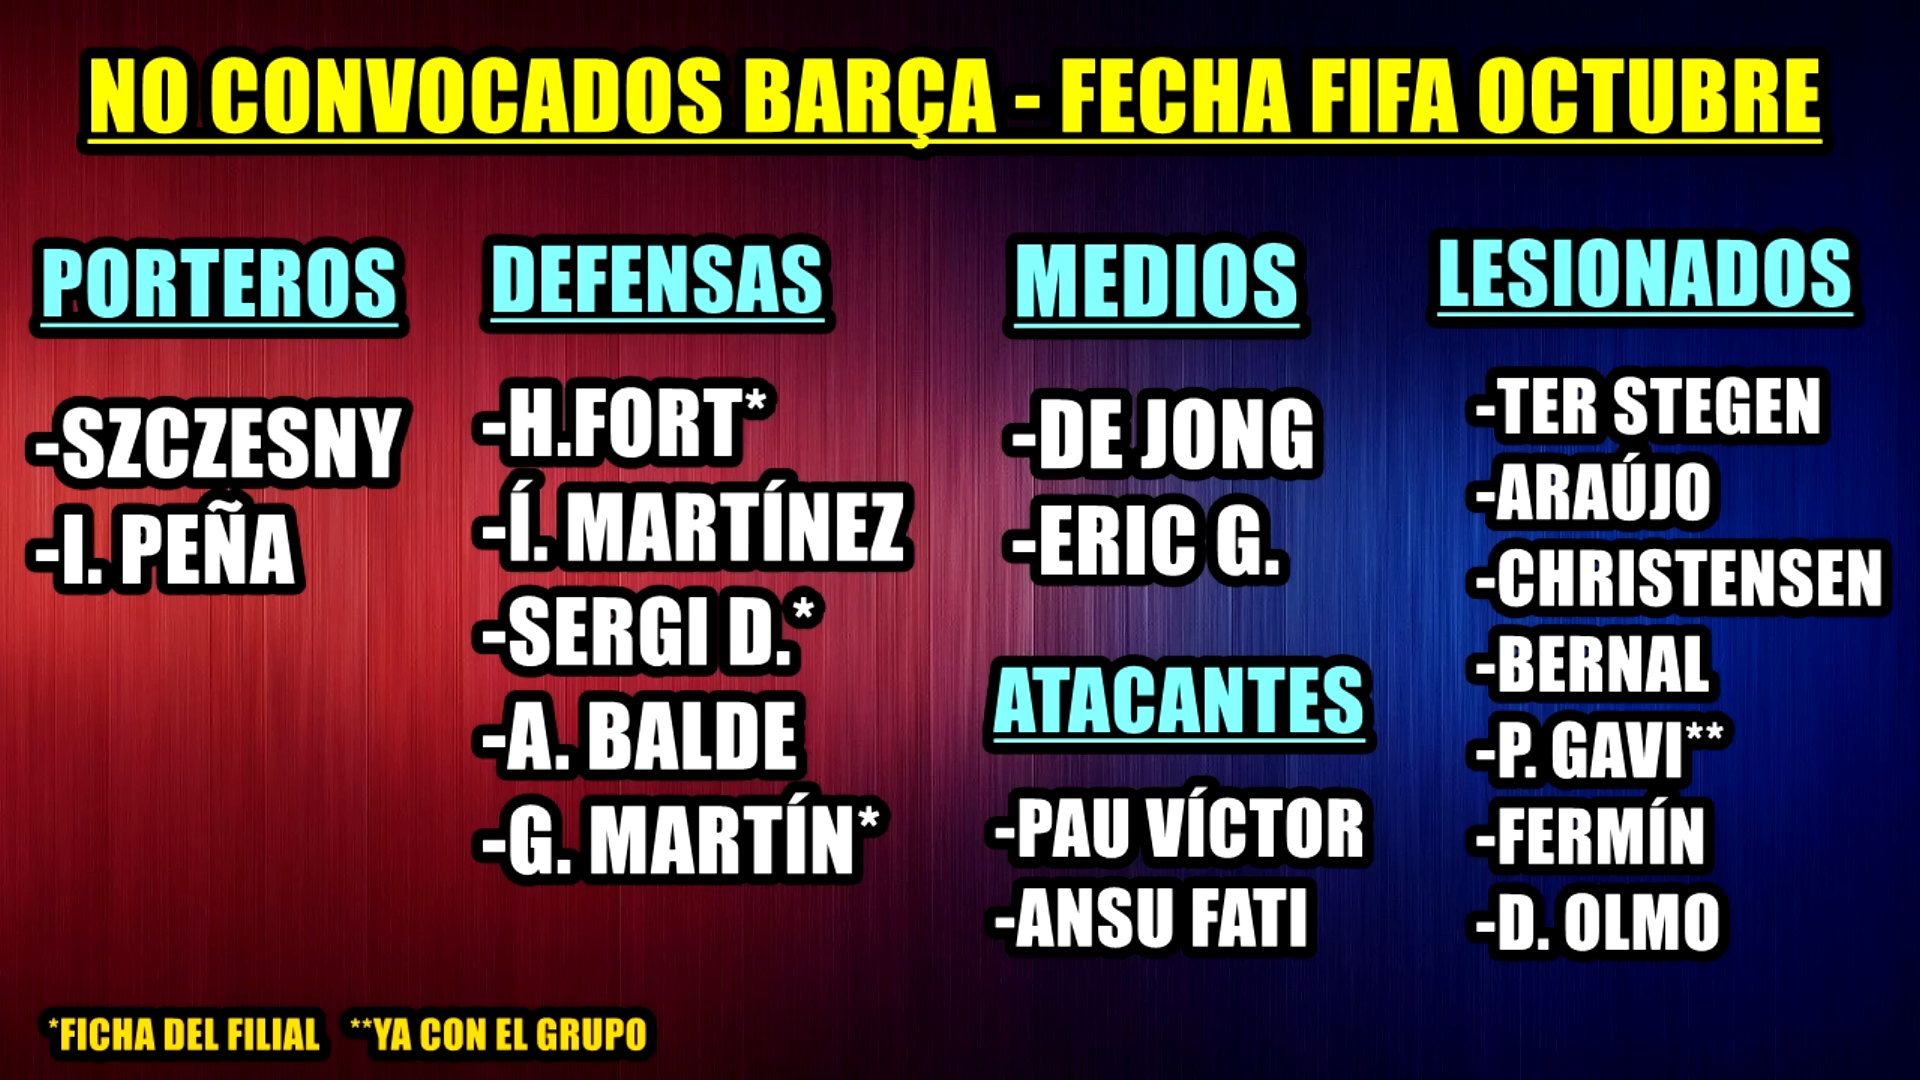 NO CONVOCADOS BARÇA - FECHA FIFA OCTUBRE
PORTEROS
-SZCZESNY
-I. PEÑA
DEFENSAS
-H.FORT*
-Í. MARTÍNEZ
-SERGI D.*
-A. BALDE
-G. MARTÍN*
MEDIOS
-DE JONG
-ERIC G.
ATACANTES
-PAU VÍCTOR
-ANSU FATI
LESIONADOS
-TER STEGEN
-ARAÚJO
-CHRISTENSEN
-BERNAL
-P. GAVI**
-FERMÍN
-D. OLMO
*FICHA DEL FILIAL **YA CON EL GRUPO